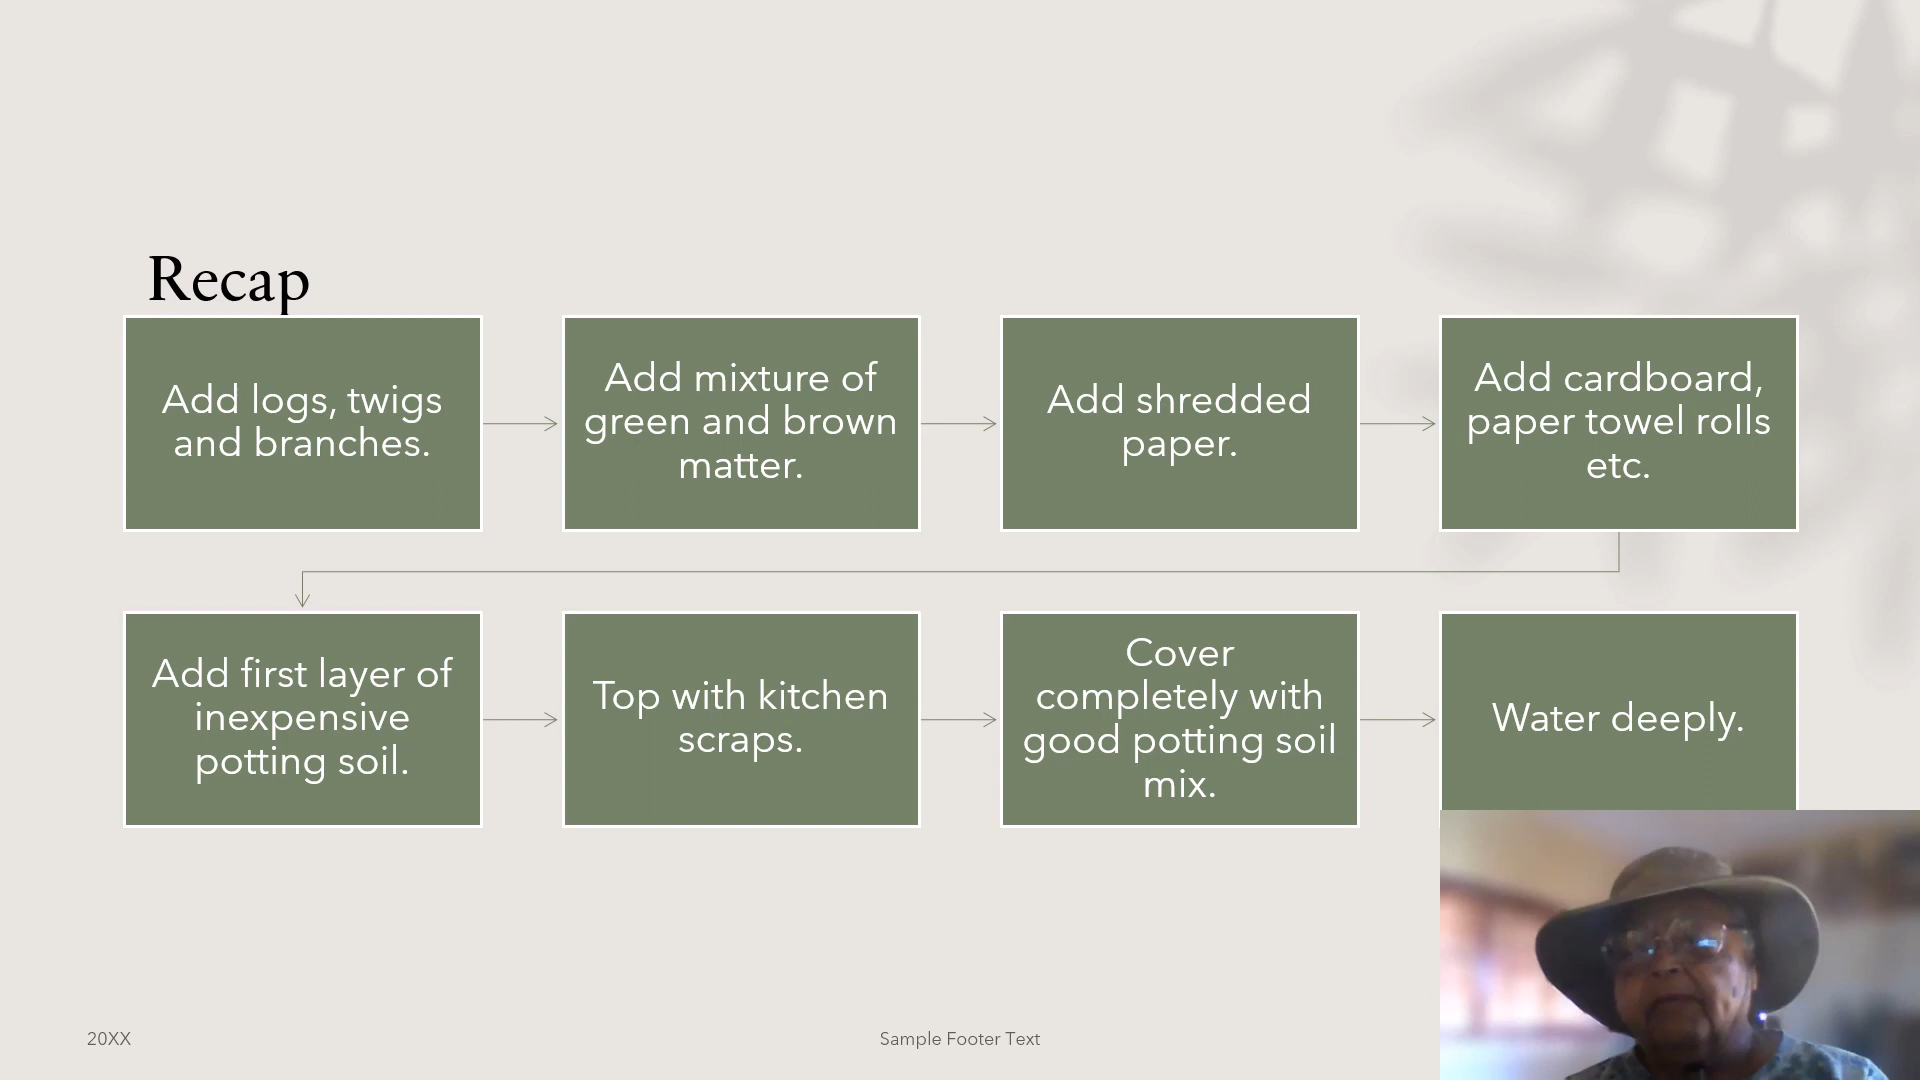 Recap
Add logs, twigs
and branches.
Add mixture of
green and brown
matter.
Add shredded
paper.
Add cardboard,
paper towel rolls
etc.
Add first layer of
inexpensive
potting soil.
Top with kitchen
scraps.
Cover
completely with
good potting soil
mix.
Water deeply.
20XX
Sample Footer Text